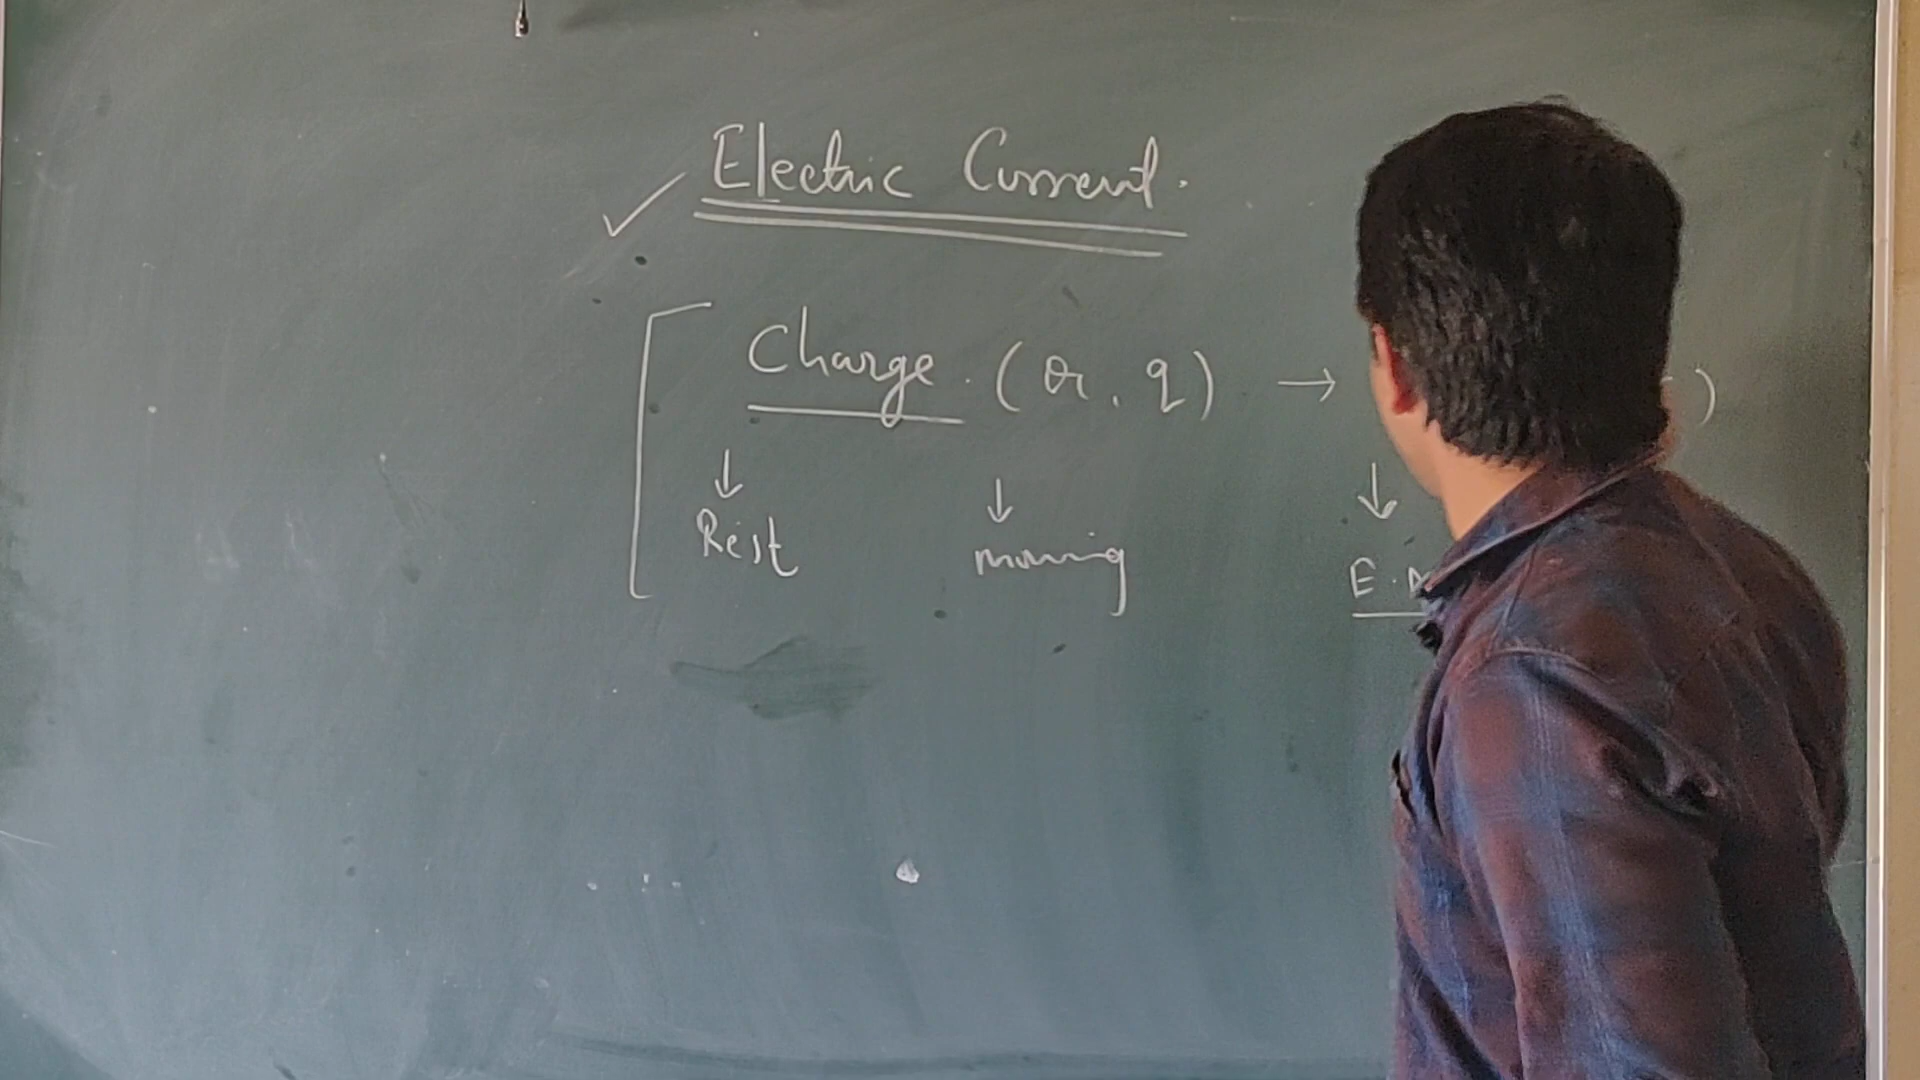 Electric Current.
Charge. (Q, q) → )
↓ ↓ ↓
Rest moving E.